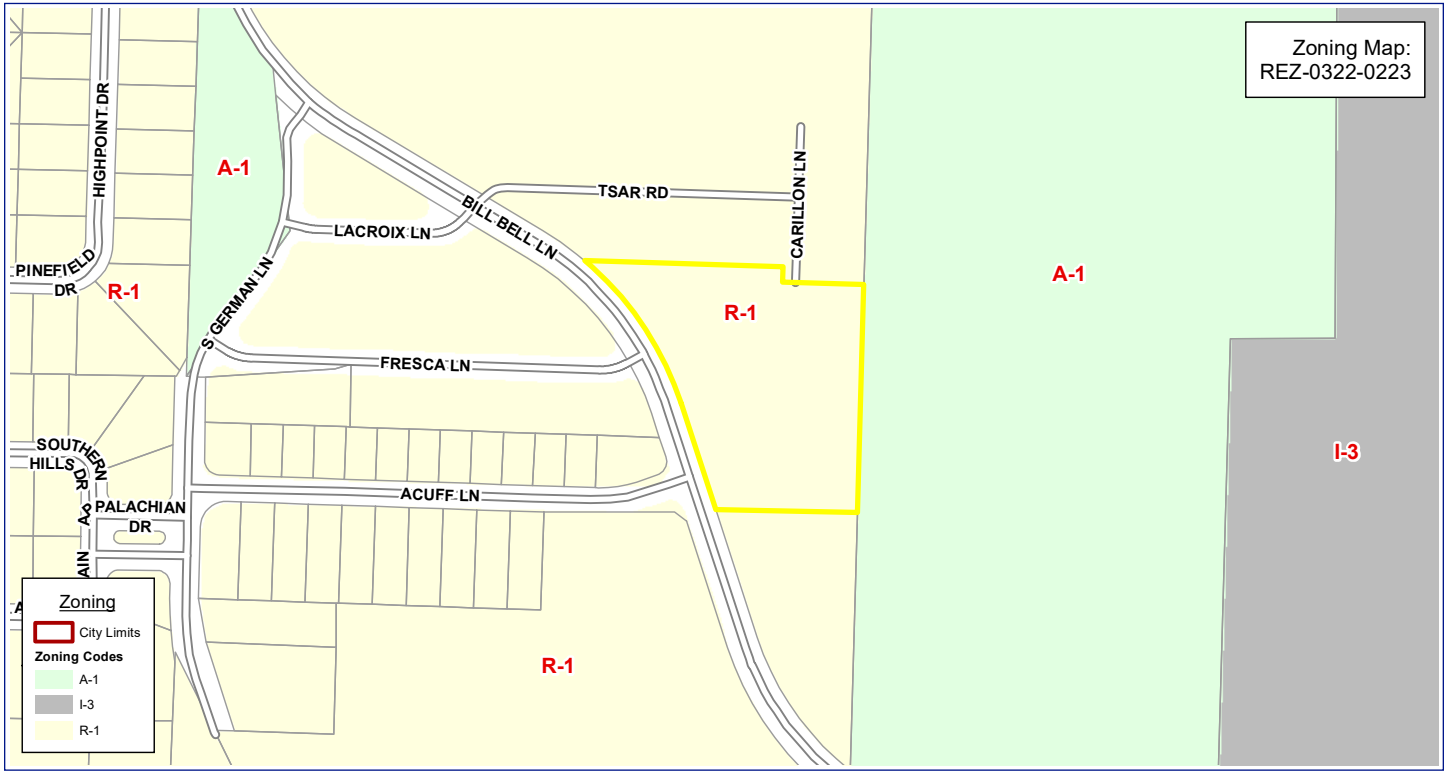 Zoning Map:
REZ-0322-0223
HIGHPOINT DR
A-1
CARILLON LN
TSAR RD
BILL BELL LN
LACROIX LN
PINEFIELD
DR
R-1
S GERMAN LN
A-1
R-1
FRESCA LN
SOUTHERN
HILLS DR
I-3
ACUFF LN
PALACHIAN
DR
R-1
Zoning
City Limits
Zoning Codes
A-1
I-3
R-1